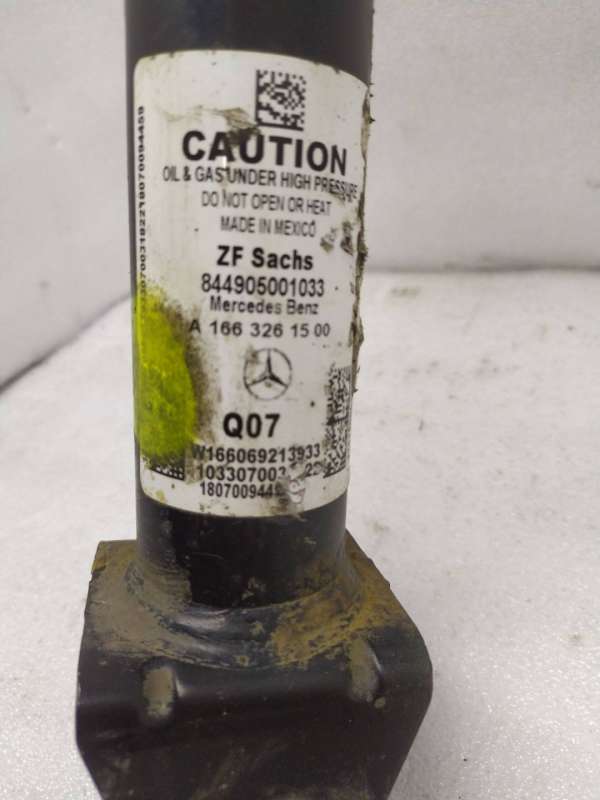 CAUTION
OIL & GAS UNDER HIGH PRESSURE
DO NOT OPEN OR HEAT
MADE IN MEXICO
ZF Sachs
844905001033
Mercedes Benz
A 166 326 15 00
Q07
W166069213933